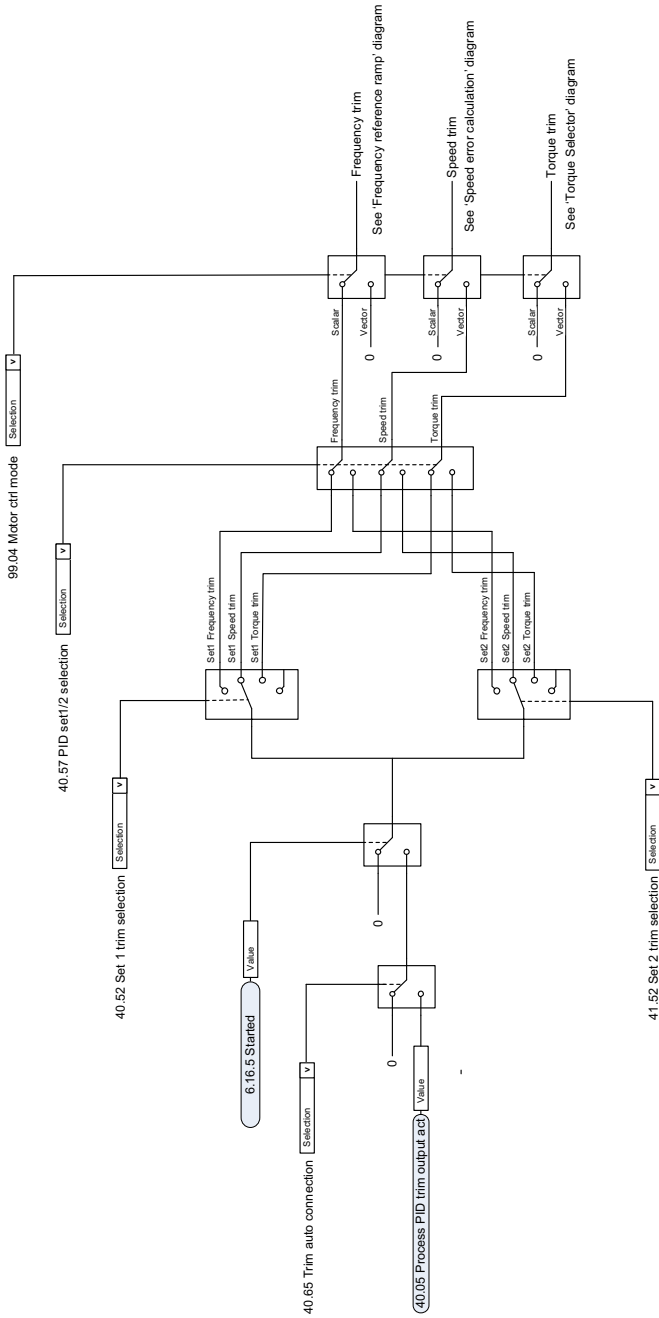 99.04 Motor ctrl mode
Selection
v
40.57 PID set1/2 selection
Selection
v
40.52 Set 1 trim selection
Selection
v
6.16.5 Started
Value
40.65 Trim auto connection
Selection
v
0
0
40.05 Process PID trim output act
Value
-
41.52 Set 2 trim selection
Selection
v
Set1 Frequency trim
Set1 Speed trim
Set1 Torque trim
Set2 Frequency trim
Set2 Speed trim
Set2 Torque trim
Frequency trim
Speed trim
Torque trim
Scalar
Vector
0
Frequency trim
See 'Frequency reference ramp' diagram
Scalar
0
Vector
Speed trim
See 'Speed error calculation' diagram
Scalar
0
Vector
Torque trim
See 'Torque Selector' diagram